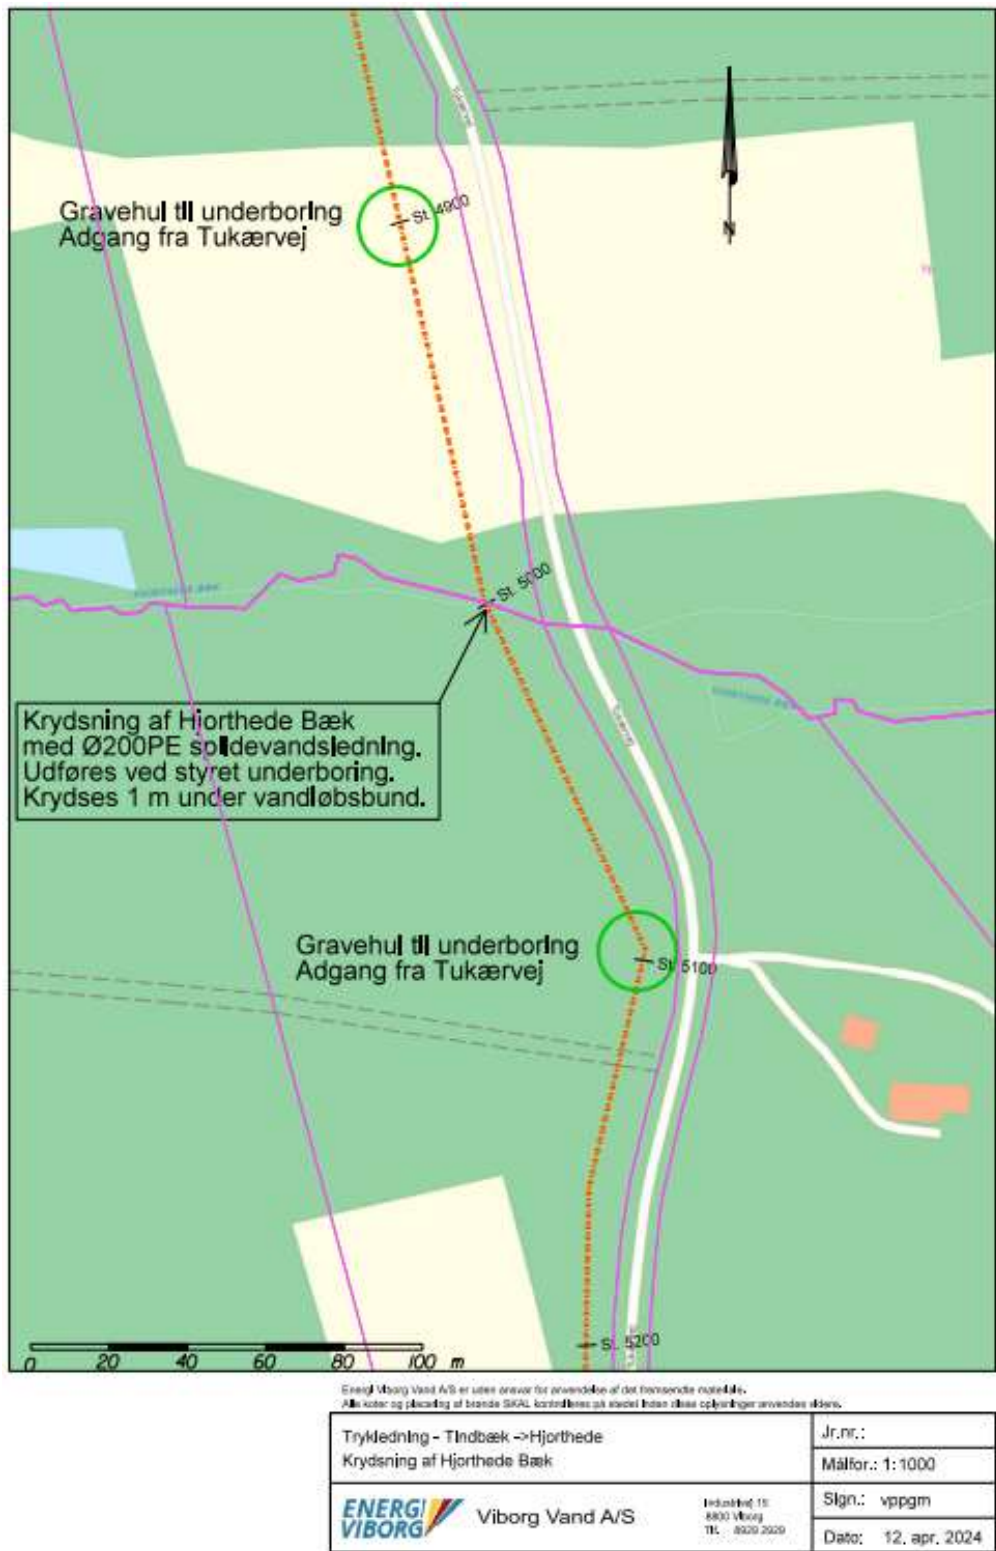 Gravehul til underboring
Adgang fra Tukærvej
St. 4900
St. 5000
Krydsning af Hjorthede Bæk
med Ø200PE spildevandsledning.
Udføres ved styret underboring.
Krydses 1 m under vandløbsbund.
Gravehul til underboring
Adgang fra Tukærvej
St. 5100
St. 5200
0 20 40 60 80 100 m
N
Energi Viborg Vand A/S er uden ansvar for anvendelse af det fremsendte materiale.
Alle koter og placering af brønde SKAL kontrolleres på stedet inden disse oplysninger anvendes videre.
Trykledning - Tindbæk ->Hjorthede
Krydsning af Hjorthede Bæk
Jr.nr.:
Målfor.: 1:1000
ENERGI
VIBORG
Viborg Vand A/S
Industrivej 15
8800 Viborg
Tlf. 8929 2929
Sign.: vppgm
Dato: 12. apr. 2024